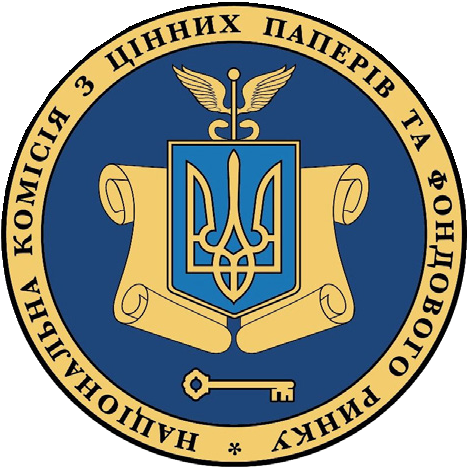 НАЦІОНАЛЬНА КОМІСІЯ З ЦІННИХ ПАПЕРІВ ТА ФОНДОВОГО РИНКУ *